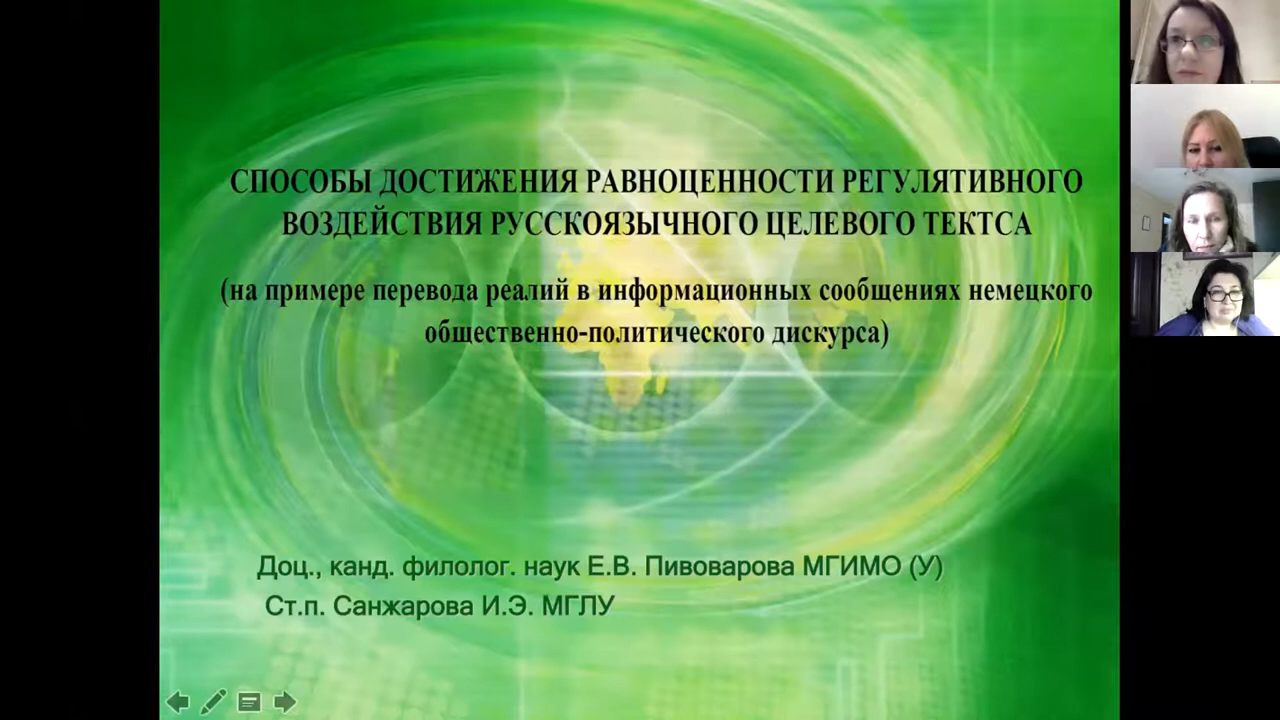 СПОСОБЫ ДОСТИЖЕНИЯ РАВНОЦЕННОСТИ РЕГУЛЯТИВНОГО
ВОЗДЕЙСТВИЯ РУССКОЯЗЫЧНОГО ЦЕЛЕВОГО ТЕКТСА
(на примере перевода реалий в информационных сообщениях немецкого
общественно-политического дискурса)
Доц., канд. филолог. наук Е.В. Пивоварова МГИМО (У)
Ст.п. Санжарова И.Э. МГЛУ